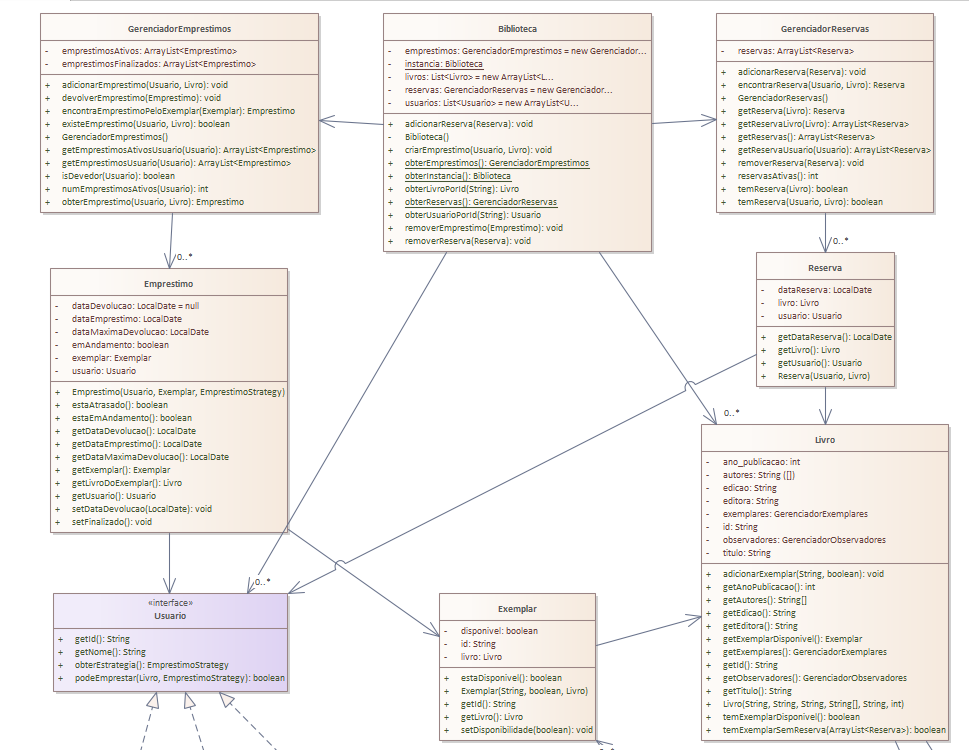 GerenciadorEmprestimos
- emprestimosAtivos: ArrayList<Emprestimo>
- emprestimosFinalizados: ArrayList<Emprestimo>
+ adicionarEmprestimo(Usuario, Livro): void
+ devolverEmprestimo(Emprestimo): void
+ encontraEmprestimoPeloExemplar(Exemplar): Emprestimo
+ existeEmprestimo(Usuario, Livro): boolean
+ GerenciadorEmprestimos()
+ getEmprestimosAtivosUsuario(Usuario): ArrayList<Emprestimo>
+ getEmprestimosUsuario(Usuario): ArrayList<Emprestimo>
+ isDevedor(Usuario): boolean
+ numEmprestimosAtivos(Usuario): int
+ obterEmprestimo(Usuario, Livro): Emprestimo
Biblioteca
- emprestimos: GerenciadorEmprestimos = new Gerenciador...
- instancia: Biblioteca
- livros: List<Livro> = new ArrayList<L...
- reservas: GerenciadorReservas = new Gerenciador...
- usuarios: List<Usuario> = new ArrayList<U...
+ adicionarReserva(Reserva): void
- Biblioteca()
+ criarEmprestimo(Usuario, Livro): void
+ obterEmprestimos(): GerenciadorEmprestimos
+ obterInstancia(): Biblioteca
+ obterLivroPorId(String): Livro
+ obterReservas(): GerenciadorReservas
+ obterUsuarioPorId(String): Usuario
+ removerEmprestimo(Emprestimo): void
+ removerReserva(Reserva): void
GerenciadorReservas
- reservas: ArrayList<Reserva>
+ adicionarReserva(Reserva): void
+ encontrarReserva(Usuario, Livro): Reserva
+ GerenciadorReservas()
+ getReserva(Livro): Reserva
+ getReservaLivro(Livro): ArrayList<Reserva>
+ getReservas(): ArrayList<Reserva>
+ getReservaUsuario(Usuario): ArrayList<Reserva>
+ removerReserva(Reserva): void
+ reservasAtivas(): int
+ temReserva(Livro): boolean
+ temReserva(Usuario, Livro): boolean
0..*
0..*
Emprestimo
- dataDevolucao: LocalDate = null
- dataEmprestimo: LocalDate
- dataMaximaDevolucao: LocalDate
- emAndamento: boolean
- exemplar: Exemplar
- usuario: Usuario
+ Emprestimo(Usuario, Exemplar, EmprestimoStrategy)
+ estaAtrasado(): boolean
+ estaEmAndamento(): boolean
+ getDataDevolucao(): LocalDate
+ getDataEmprestimo(): LocalDate
+ getDataMaximaDevolucao(): LocalDate
+ getExemplar(): Exemplar
+ getLivroDoExemplar(): Livro
+ getUsuario(): Usuario
+ setDataDevolucao(LocalDate): void
+ setFinalizado(): void
Reserva
- dataReserva: LocalDate
- livro: Livro
- usuario: Usuario
+ getDataReserva(): LocalDate
+ getLivro(): Livro
+ getUsuario(): Usuario
+ Reserva(Usuario, Livro)
0..*
Livro
- ano_publicacao: int
- autores: String ([])
- edicao: String
- editora: String
- exemplares: GerenciadorExemplares
- id: String
- observadores: GerenciadorObservadores
- titulo: String
+ adicionarExemplar(String, boolean): void
+ getAnoPublicacao(): int
+ getAutores(): String[]
+ getEdicao(): String
+ getEditora(): String
+ getExemplarDisponivel(): Exemplar
+ getExemplares(): GerenciadorExemplares
+ getId(): String
+ getObservadores(): GerenciadorObservadores
+ getTitulo(): String
+ Livro(String, String, String, String[], String, int)
+ temExemplarDisponivel(): boolean
+ temExemplarSemReserva(ArrayList<Reserva>): boolean
0..*
«interface»
Usuario
+ getId(): String
+ getNome(): String
+ obterEstrategia(): EmprestimoStrategy
+ podeEmprestar(Livro, EmprestimoStrategy): boolean
Exemplar
- disponivel: boolean
- id: String
- livro: Livro
+ estaDisponivel(): boolean
+ Exemplar(String, boolean, Livro)
+ getId(): String
+ getLivro(): Livro
+ setDisponibilidade(boolean): void